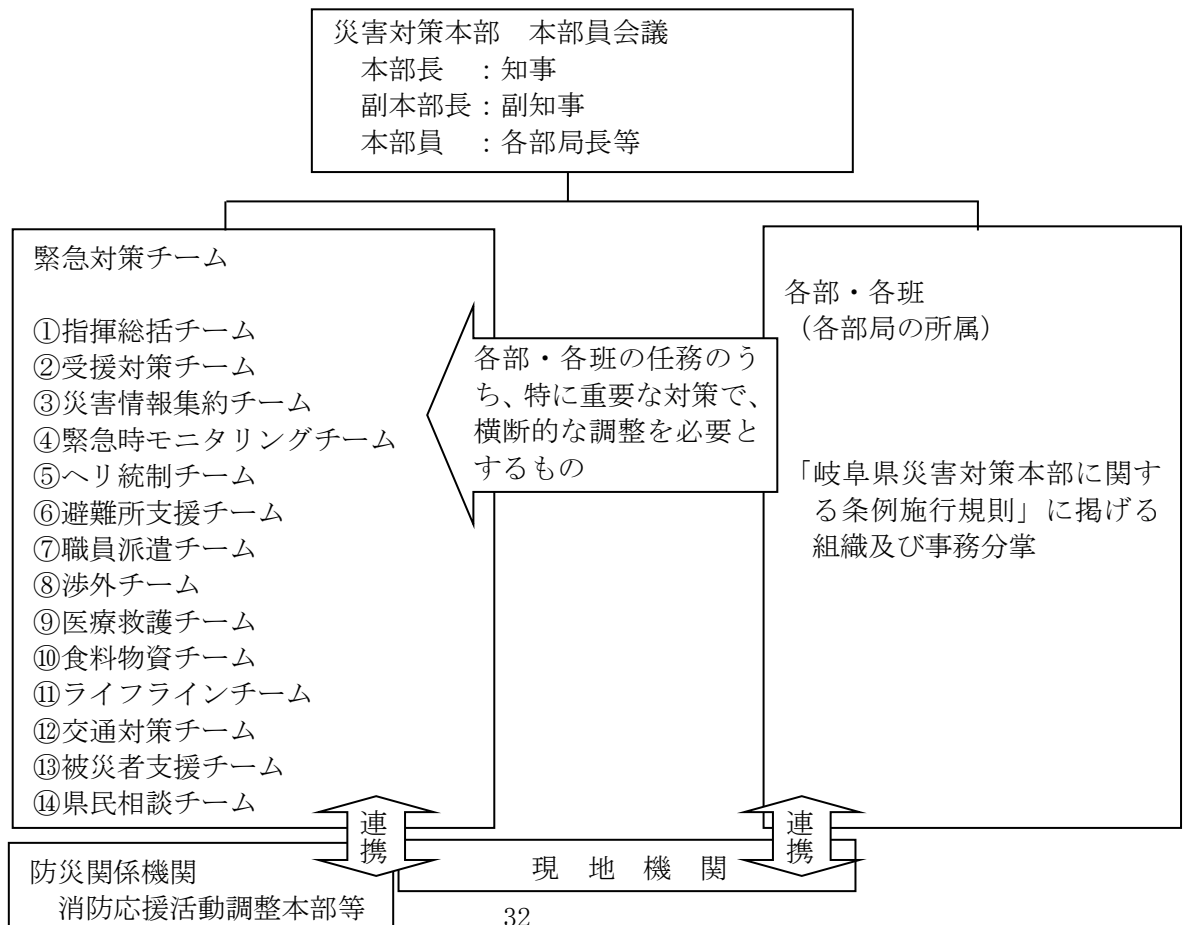 災害対策本部　本部員会議
本部長　：知事
副本部長：副知事
本部員　：各部局長等
緊急対策チーム
①指揮総括チーム
②受援対策チーム
③災害情報集約チーム
④緊急時モニタリングチーム
⑤ヘリ統制チーム
⑥避難所支援チーム
⑦職員派遣チーム
⑧渉外チーム
⑨医療救護チーム
⑩食料物資チーム
⑪ライフラインチーム
⑫交通対策チーム
⑬被災者支援チーム
⑭県民相談チーム
各部・各班の任務のう
ち、特に重要な対策で、
横断的な調整を必要と
するもの
各部・各班
（各部局の所属）
「岐阜県災害対策本部に関す
る条例施行規則」に掲げる
組織及び事務分掌
連携
連携
現地機関
防災関係機関
消防応援活動調整本部等
32